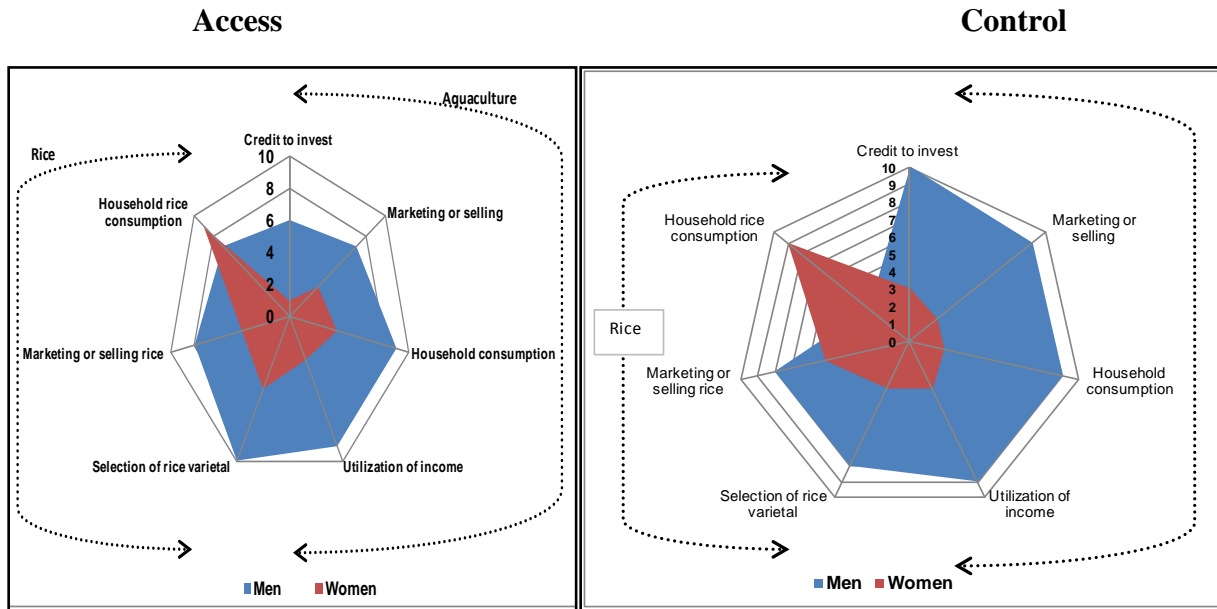 Access
Control
Aquaculture
Rice
Credit to invest
10
8
6
4
2
0
Household rice
consumption
Marketing or selling
Marketing or selling rice
Household consumption
Selection of rice varietal
Utilization of income
Men
Women
Credit to invest
10
9
8
7
6
5
4
3
2
1
0
Household rice
consumption
Marketing or
selling
Rice
Marketing or
selling rice
Household
consumption
Selection of rice
varietal
Utilization of
income
Men
Women